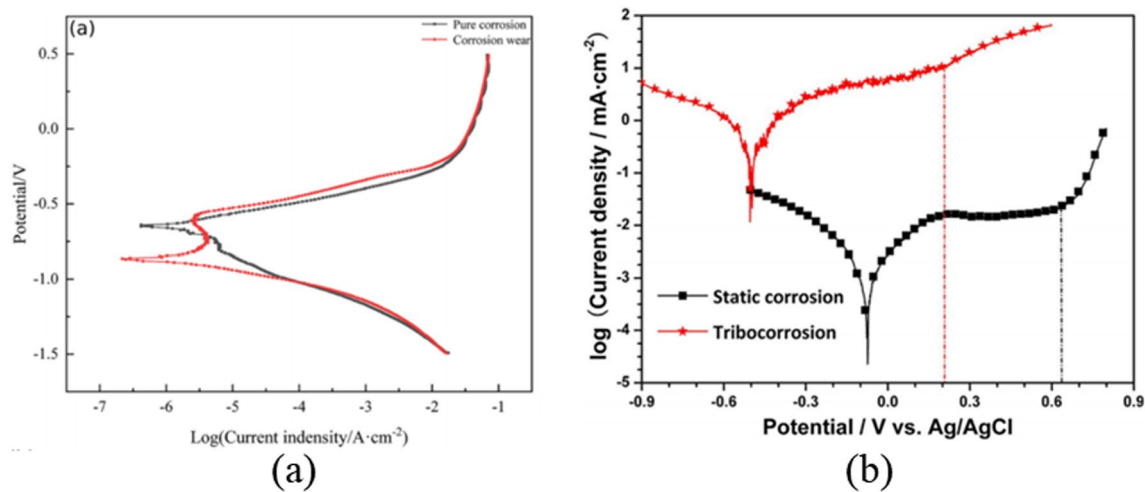 (a)
Pure corrosion
Corrosion wear
0.5
0.0
-0.5
-1.0
-1.5
Potential/V
-7 -6 -5 -4 -3 -2 -1
Log(Current indensity/A·cm-2)
(a)
2
1
0
-1
-2
-3
-4
-5
log (Current density / mA·cm-2)
Static corrosion
Tribocorrosion
-0.9 -0.6 -0.3 0.0 0.3 0.6 0.9
Potential / V vs. Ag/AgCl
(b)